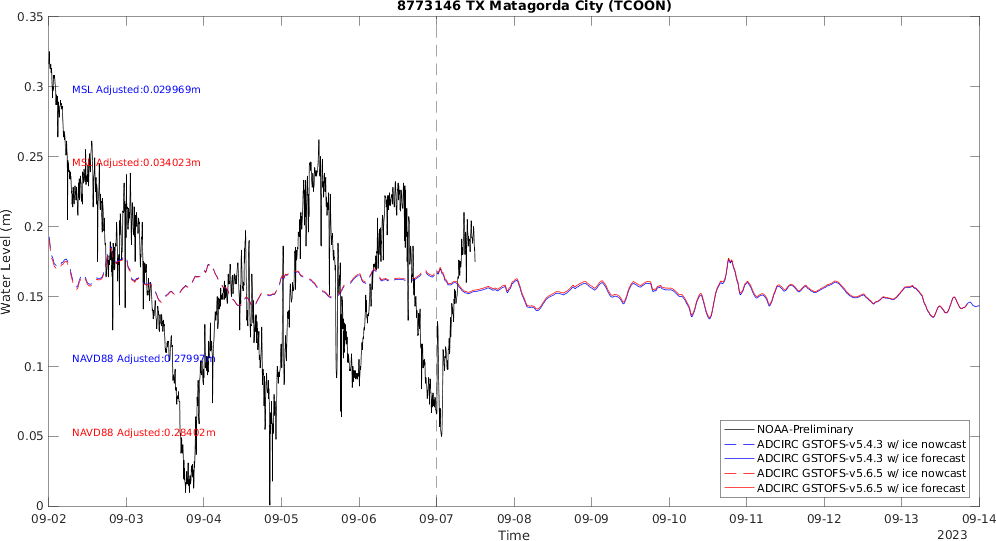 8773146 TX Matagorda City (TCOON)
0.35
0.3
0.25
0.2
0.15
0.1
0.05
0
Water Level (m)
MSL Adjusted:0.029969m
MSL Adjusted:0.034023m
NAVD88 Adjusted:0.27997m
NAVD88 Adjusted:0.28402m
NOAA-Preliminary
ADCIRC GSTOFS-v5.4.3 w/ ice nowcast
ADCIRC GSTOFS-v5.4.3 w/ ice forecast
ADCIRC GSTOFS-v5.6.5 w/ ice nowcast
ADCIRC GSTOFS-v5.6.5 w/ ice forecast
09-02 09-03 09-04 09-05 09-06 09-07 09-08 09-09 09-10 09-11 09-12 09-13 09-14
Time
2023